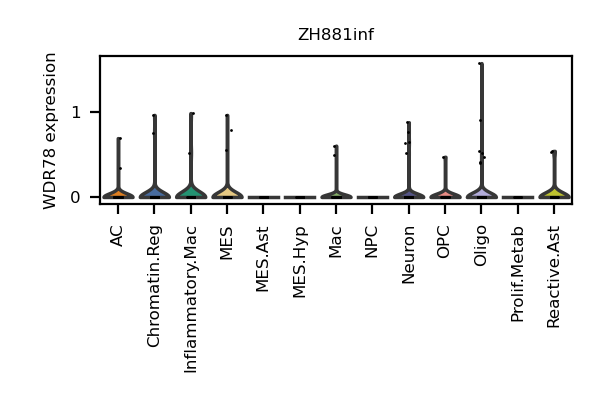 ZH881inf
WDR78 expression
1
0
AC
Chromatin.Reg
Inflammatory.Mac
MES
MES.Ast
MES.Hyp
Mac
NPC
Neuron
OPC
Oligo
Prolif.Metab
Reactive.Ast